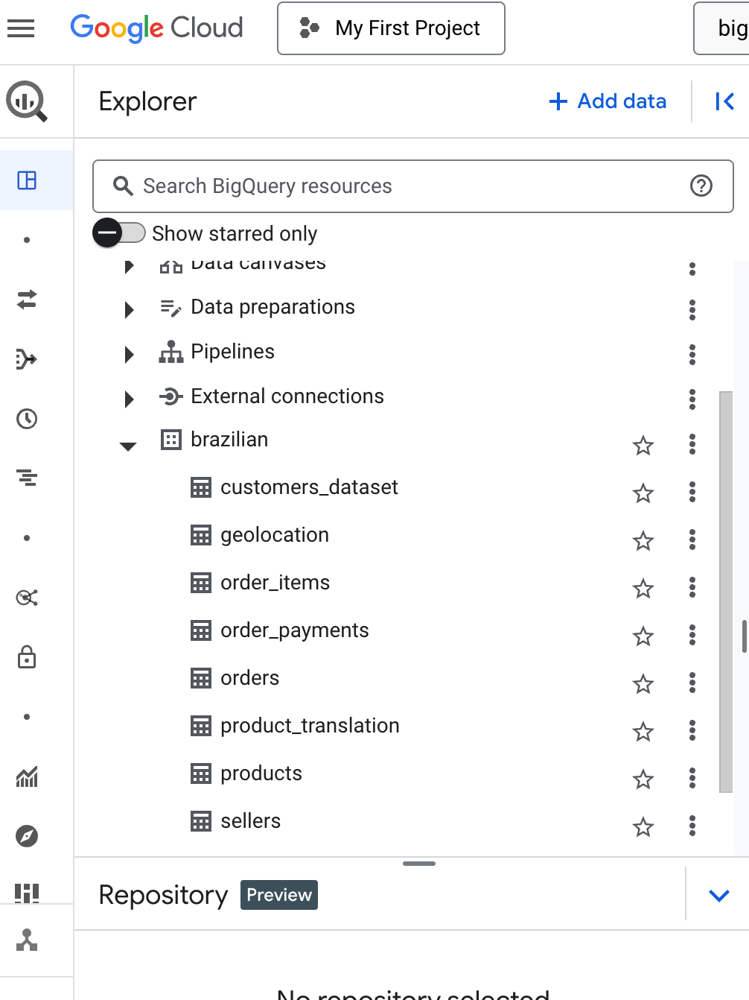 Google Cloud
My First Project
big
Explorer
+ Add data
Search BigQuery resources
Show starred only
Data canvases
Data preparations
Pipelines
External connections
brazilian
customers_dataset
geolocation
order_items
order_payments
orders
product_translation
products
sellers
Repository Preview
No repository selected